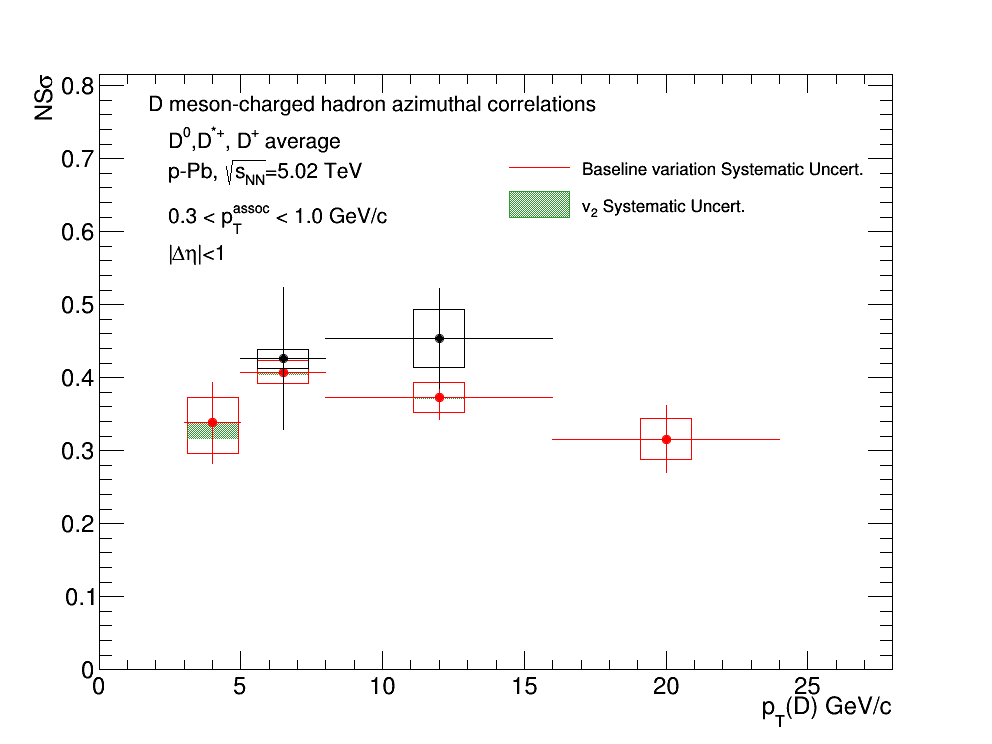 NSσ
0.8
0.7
0.6
0.5
0.4
0.3
0.2
0.1
0
D meson-charged hadron azimuthal correlations
D⁰,D*⁺, D⁺ average
p-Pb, √s_NN=5.02 TeV
0.3 < p_T^assoc < 1.0 GeV/c
|Δη|<1
Baseline variation Systematic Uncert.
v₂ Systematic Uncert.
0 5 10 15 20 25
p_T(D) GeV/c